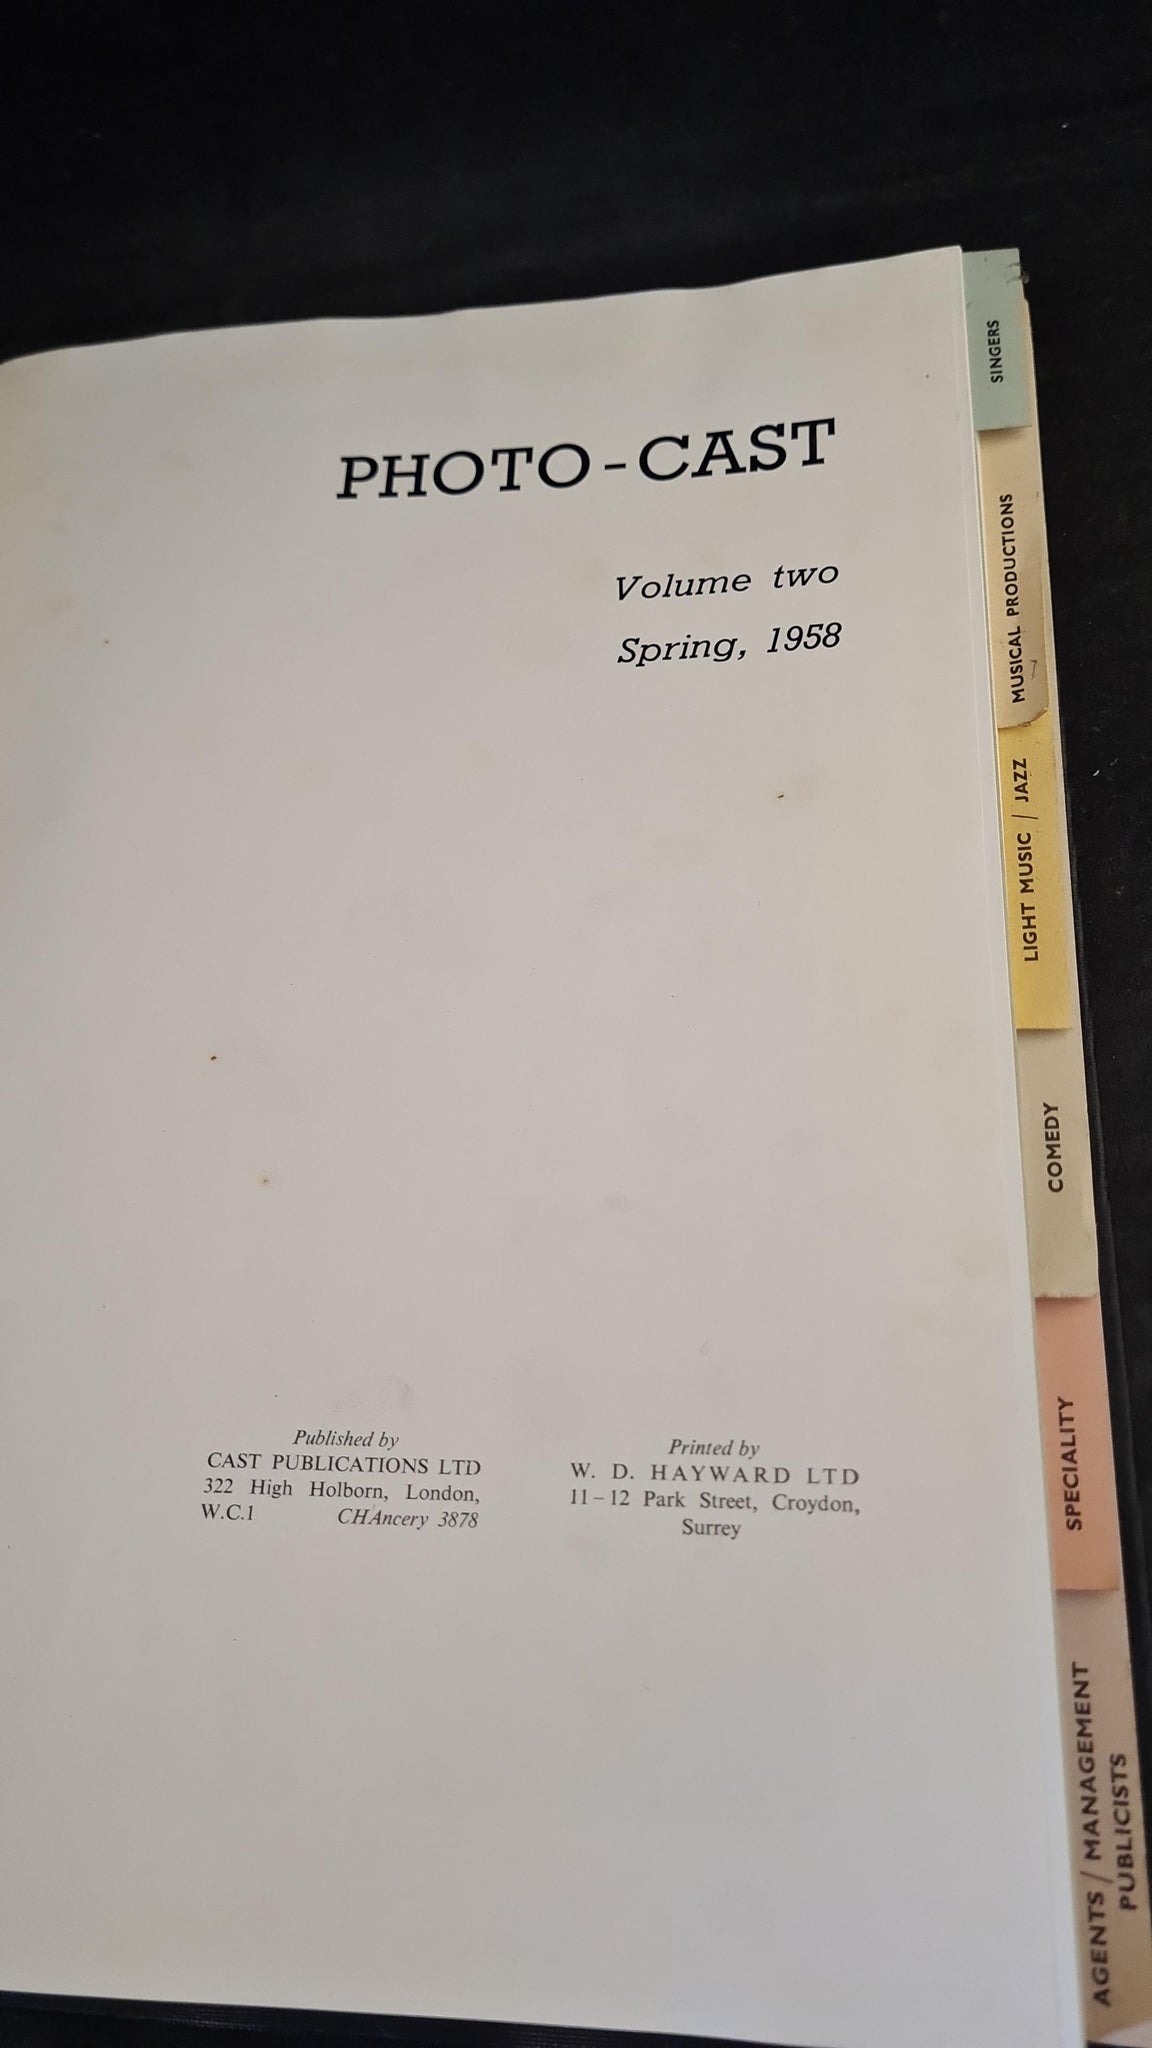 PHOTO-CAST
Volume two
Spring, 1958
Published by
CAST PUBLICATIONS LTD
322 High Holborn, London,
W.C.1 CHAncery 3878
Printed by
W. D. HAYWARD LTD
11-12 Park Street, Croydon,
Surrey
SINGERS
MUSICAL PRODUCTIONS
LIGHT MUSIC / JAZZ
COMEDY
SPECIALITY
AGENTS / MANAGEMENT
PUBLICISTS